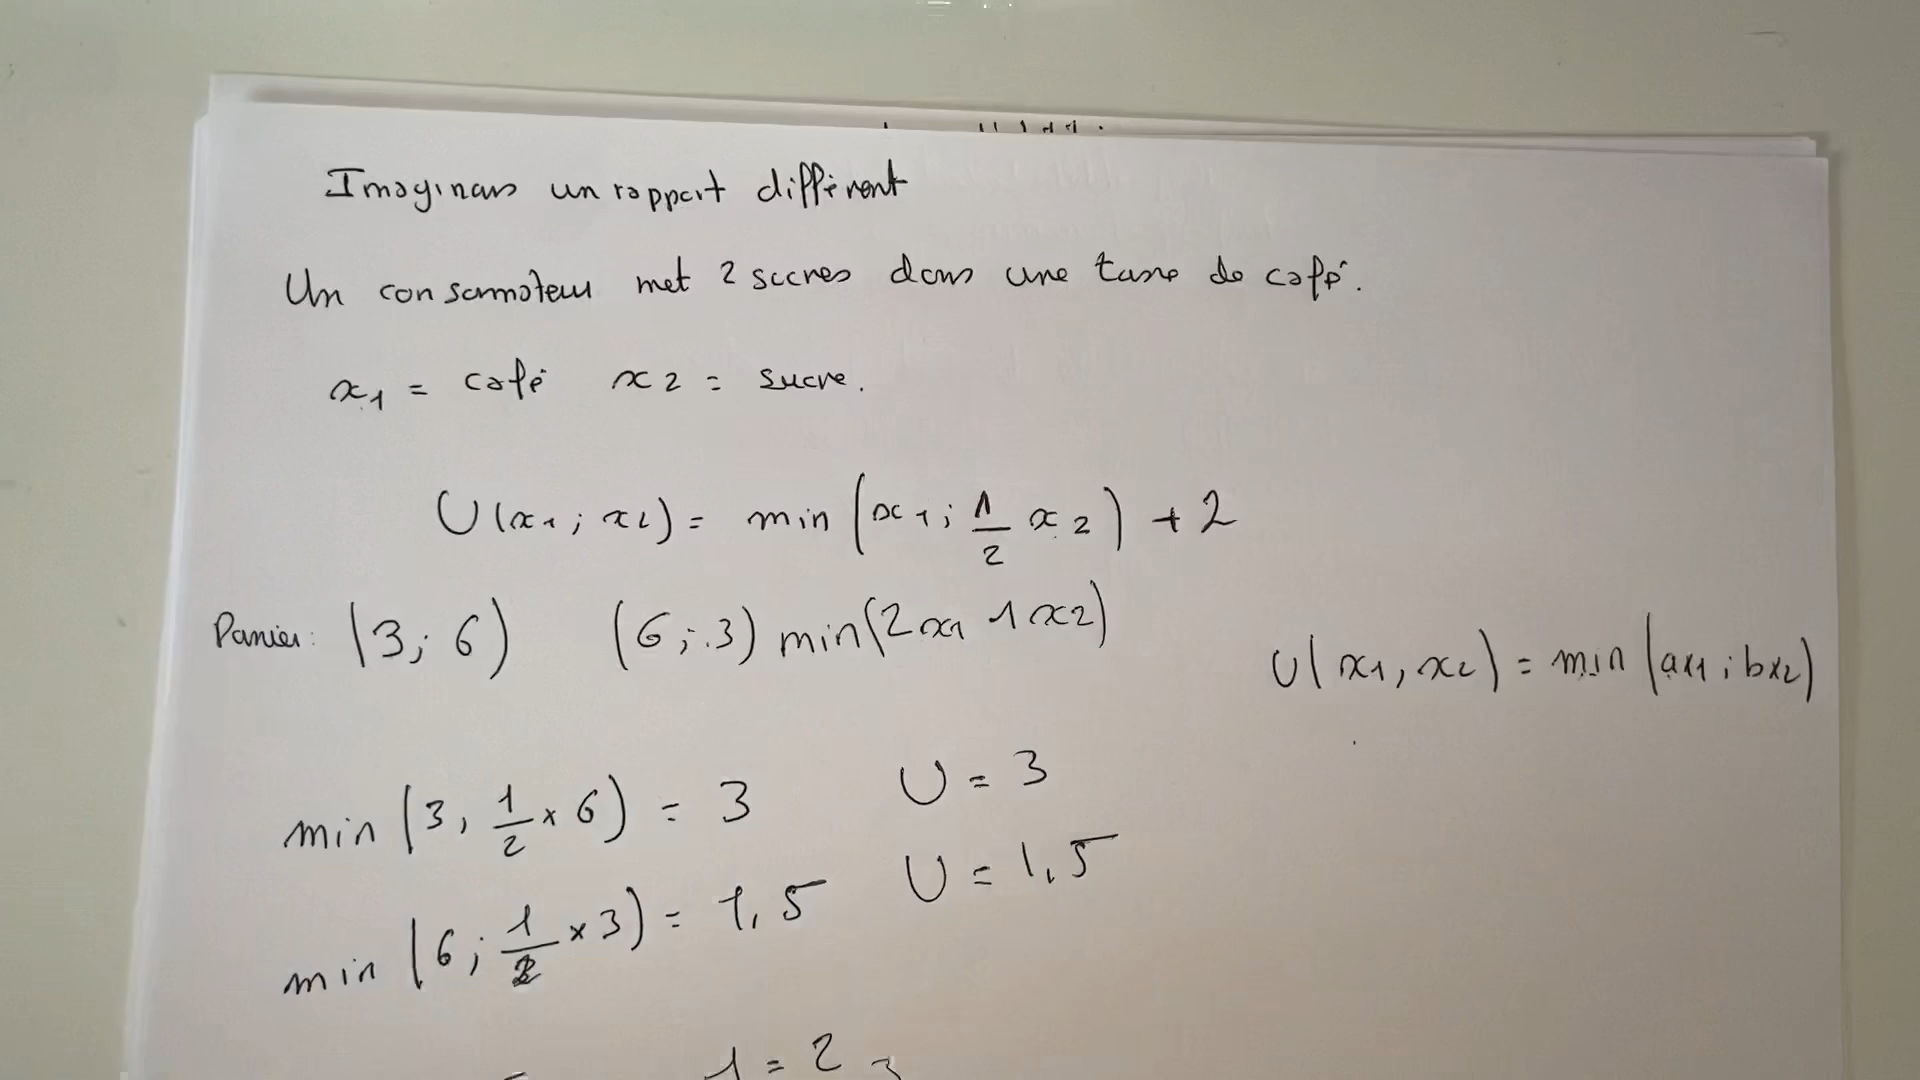 Imaginons un rapport différent
Un consommateur met 2 sucres dans une tasse de café.
x1 = café x2 = sucre.
U(x1; x2) = min (x1; 1/2 x2) + 2
Panier: (3; 6) (6; 3) min(2x1 1x2)
U(x1, x2) = min (ax1; bx2)
min (3, 1/2 × 6) = 3 U = 3
min (6; 1/2 × 3) = 1,5 U = 1,5
1 = 2